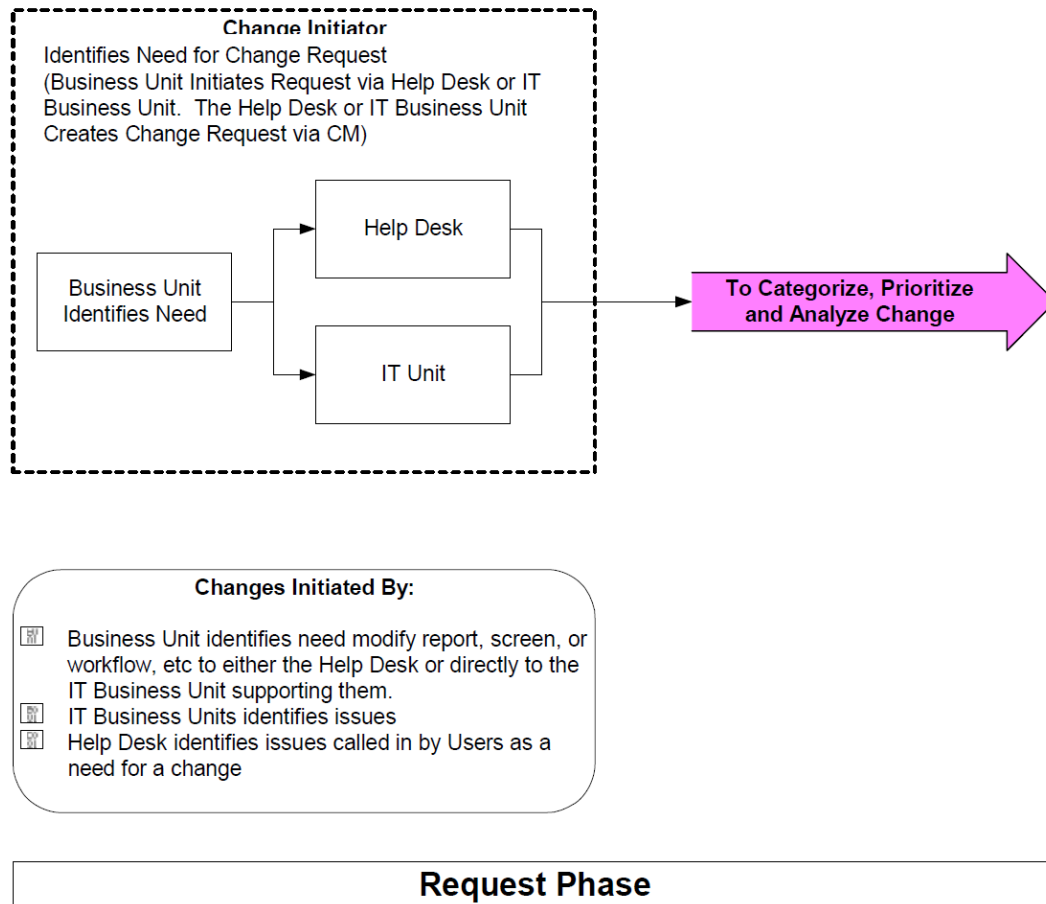 Change Initiator
Identifies Need for Change Request
(Business Unit Initiates Request via Help Desk or IT
Business Unit.  The Help Desk or IT Business Unit
Creates Change Request via CM)
Help Desk
Business Unit
Identifies Need
IT Unit
To Categorize, Prioritize
and Analyze Change
Changes Initiated By:
Business Unit identifies need modify report, screen, or
workflow, etc to either the Help Desk or directly to the
IT Business Unit supporting them.
IT Business Units identifies issues
Help Desk identifies issues called in by Users as a
need for a change
Request Phase